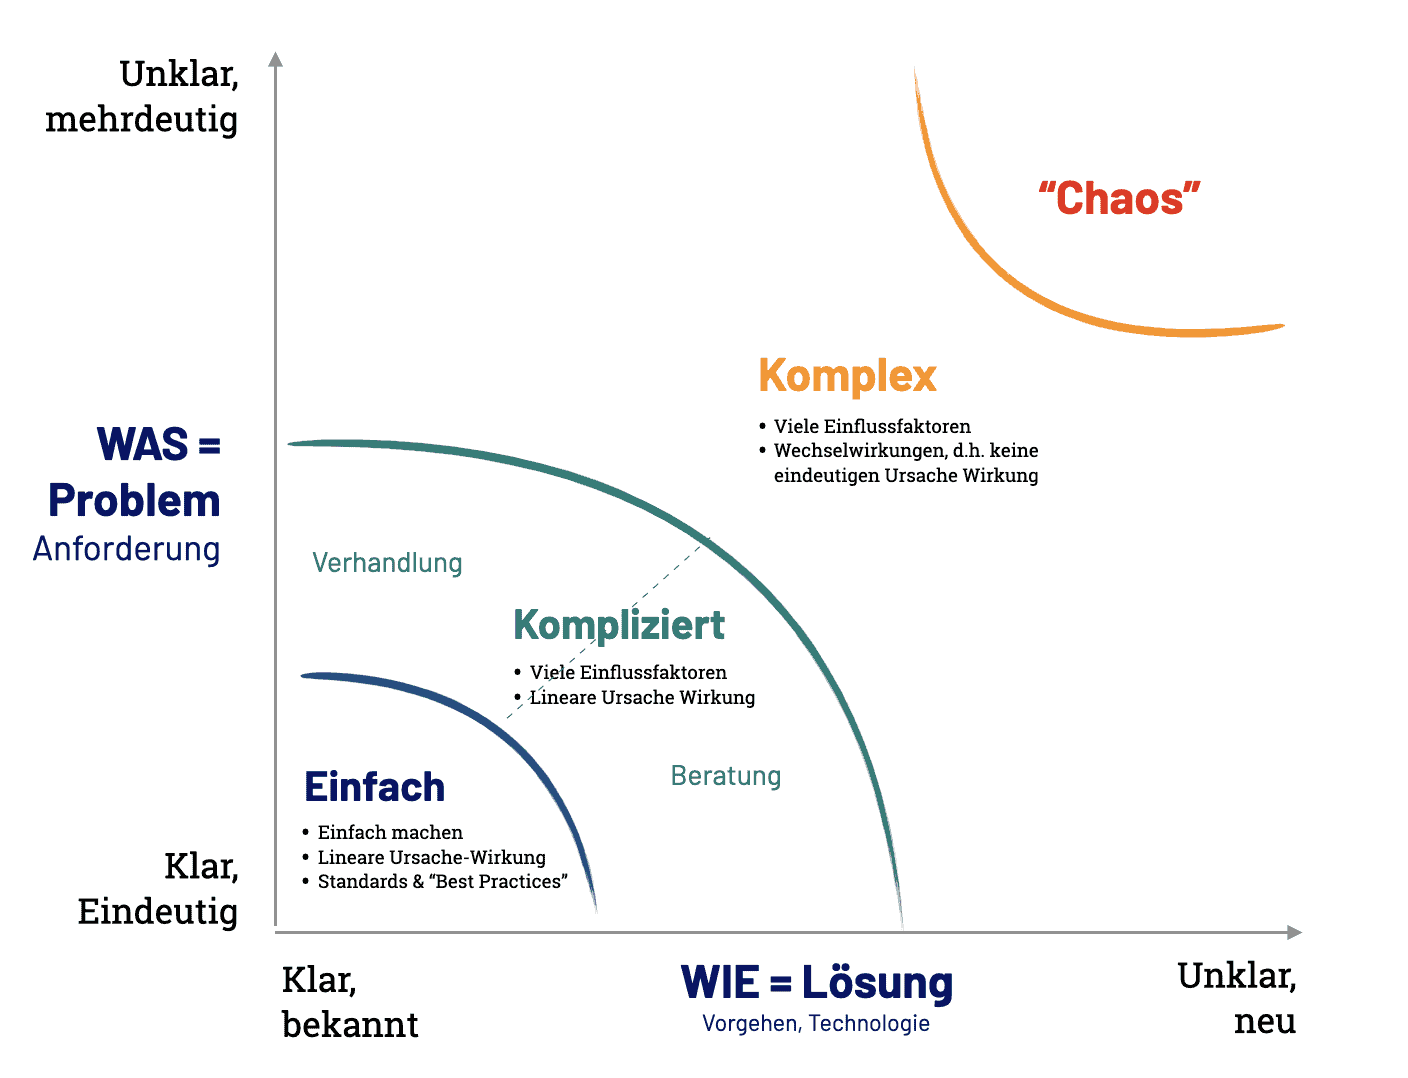 Unklar,
mehrdeutig
“Chaos”
Komplex
• Viele Einflussfaktoren
• Wechselwirkungen, d.h. keine
eindeutigen Ursache Wirkung
WAS =
Problem
Anforderung
Verhandlung
Kompliziert
• Viele Einflussfaktoren
• Lineare Ursache Wirkung
Beratung
Einfach
• Einfach machen
• Lineare Ursache-Wirkung
• Standards & “Best Practices”
Klar,
Eindeutig
Klar,
bekannt
WIE = Lösung
Vorgehen, Technologie
Unklar,
neu